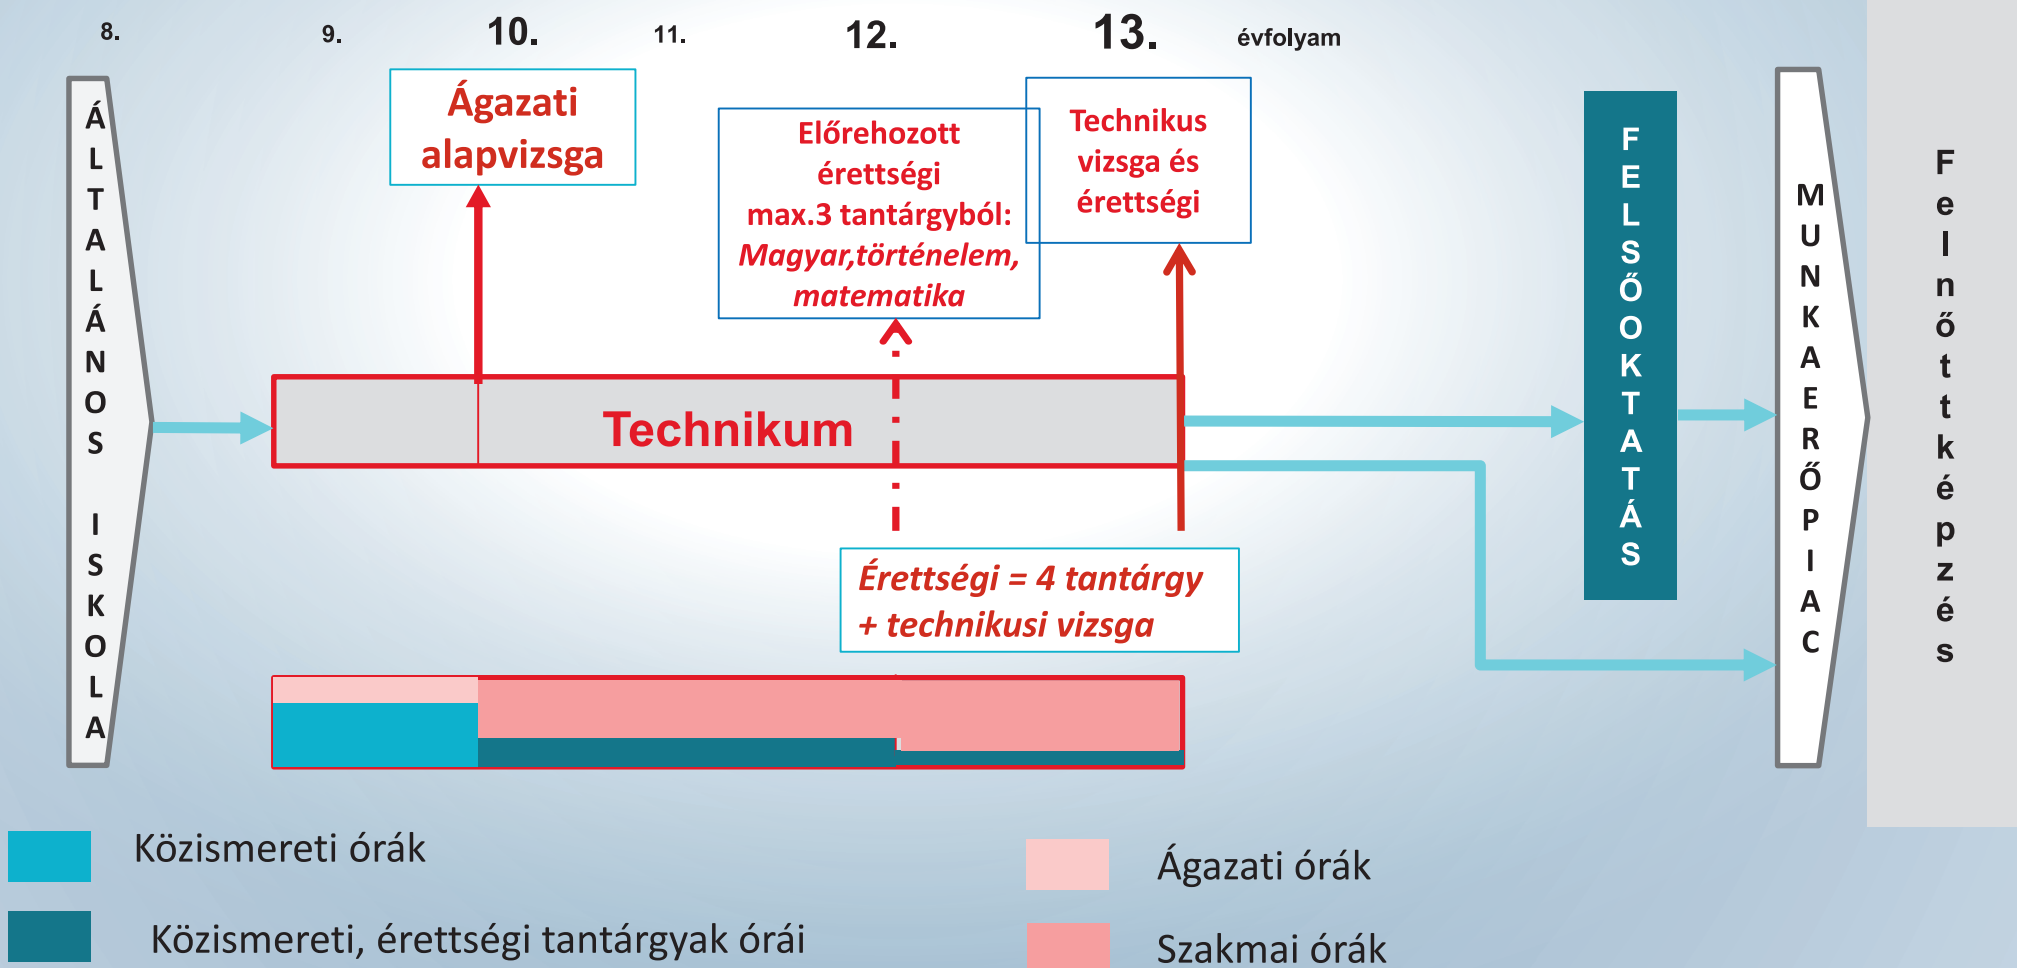 8. 9. 10. 11. 12. 13. évfolyam
ÁLTALÁNOS ISKOLA
Ágazati
alapvizsga
Előrehozott
érettségi
max.3 tantárgyból:
Magyar,történelem,
matematika
Technikus
vizsga és
érettségi
Technikum
Érettségi = 4 tantárgy
+ technikusi vizsga
FELSŐOKTATÁS
MUNKAERŐPIAC
Felnőttképzés
Közismereti órák
Közismereti, érettségi tantárgyak órái
Ágazati órák
Szakmai órák